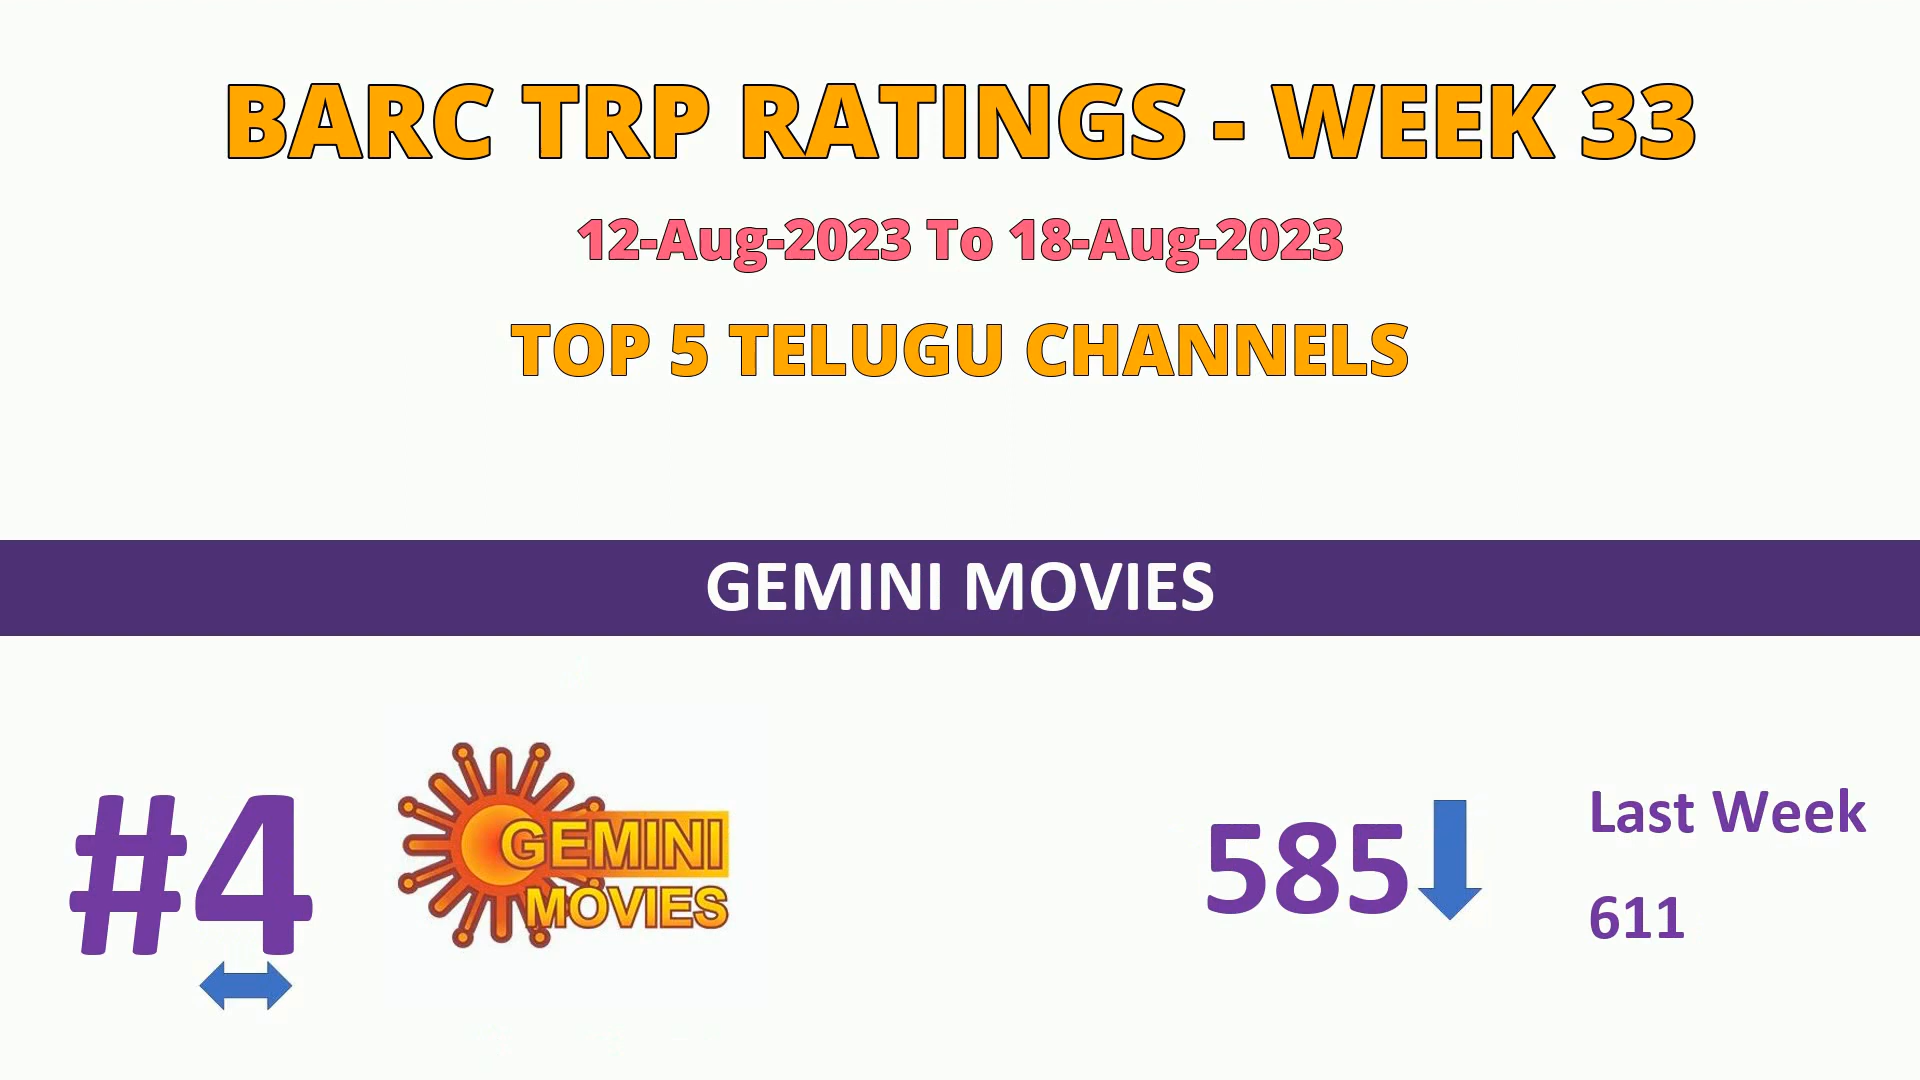 BARC TRP RATINGS - WEEK 33
12-Aug-2023 To 18-Aug-2023
TOP 5 TELUGU CHANNELS
GEMINI MOVIES
#4
GEMINI
MOVIES
585
Last Week
611